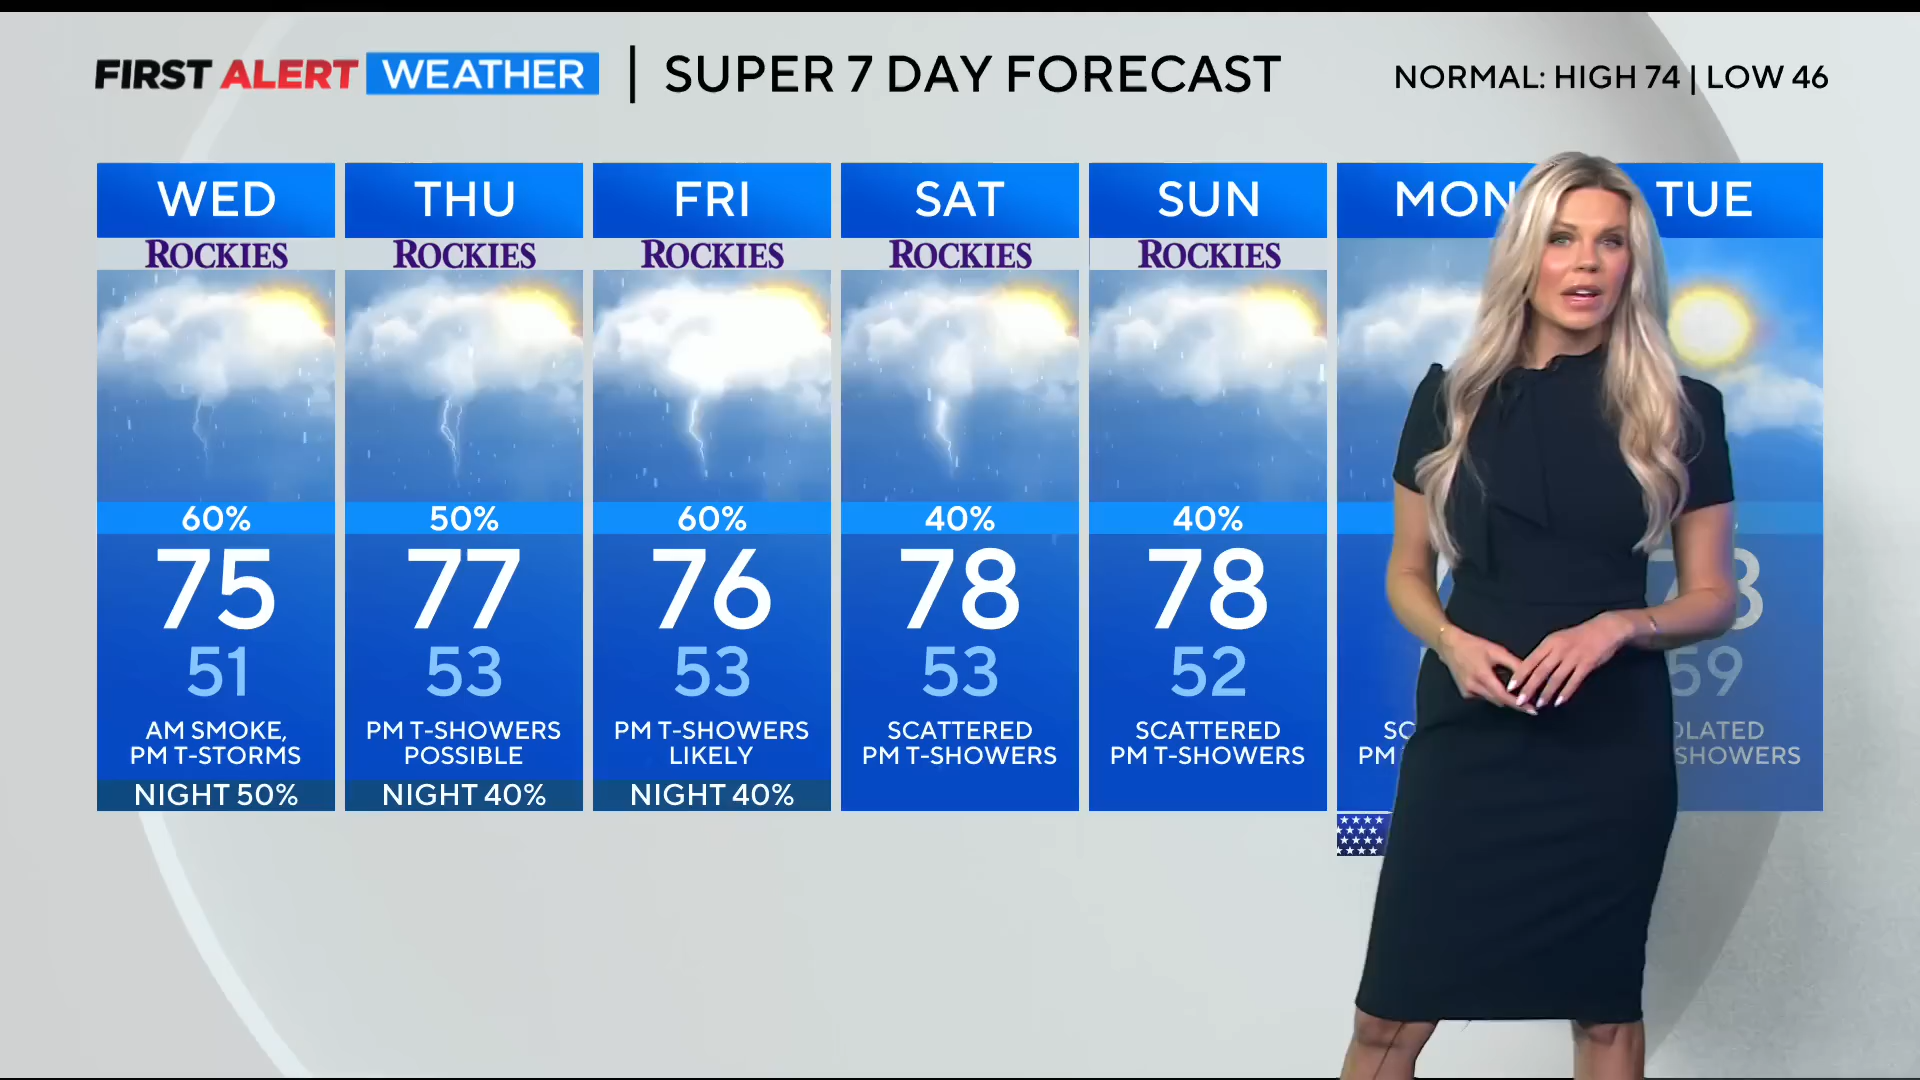 FIRST ALERT WEATHER | SUPER 7 DAY FORECAST
NORMAL: HIGH 74 | LOW 46
WED
ROCKIES
60%
75
51
AM SMOKE,
PM T-STORMS
NIGHT 50%
THU
ROCKIES
50%
77
53
PM T-SHOWERS
POSSIBLE
NIGHT 40%
FRI
ROCKIES
60%
76
53
PM T-SHOWERS
LIKELY
NIGHT 40%
SAT
ROCKIES
40%
78
53
SCATTERED
PM T-SHOWERS
SUN
ROCKIES
40%
78
52
SCATTERED
PM T-SHOWERS
MON
PM
TUE
59
SHOWERS